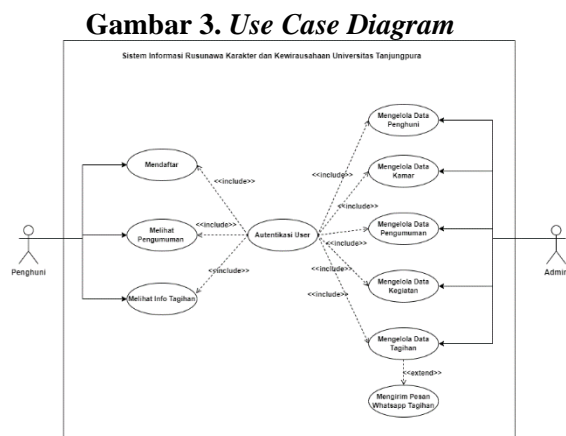 Gambar 3. Use Case Diagram
Sistem Informasi Rusunawa Karakter dan Kewirausahaan Universitas Tanjungpura
Mengelola Data
Penghuni
Mendaftar
<<include>>
<<include>>
Mengelola Data
Kamar
<<include>>
Melihat
Pengumuman
<<include>>
Autentikasi User
Mengelola Data
Pengumuman
<<include>>
Penghuni
Admin
<<include>>
<<include>>
Mengelola Data
Kegiatan
Melihat Info Tagihan
<<include>>
Mengelola Data
Tagihan
<<extend>>
Mengirim Pesan
Whatsapp Tagihan